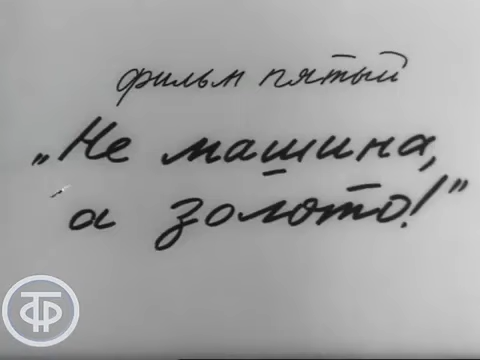 фильм пятый
„Не машина,
а золото!”